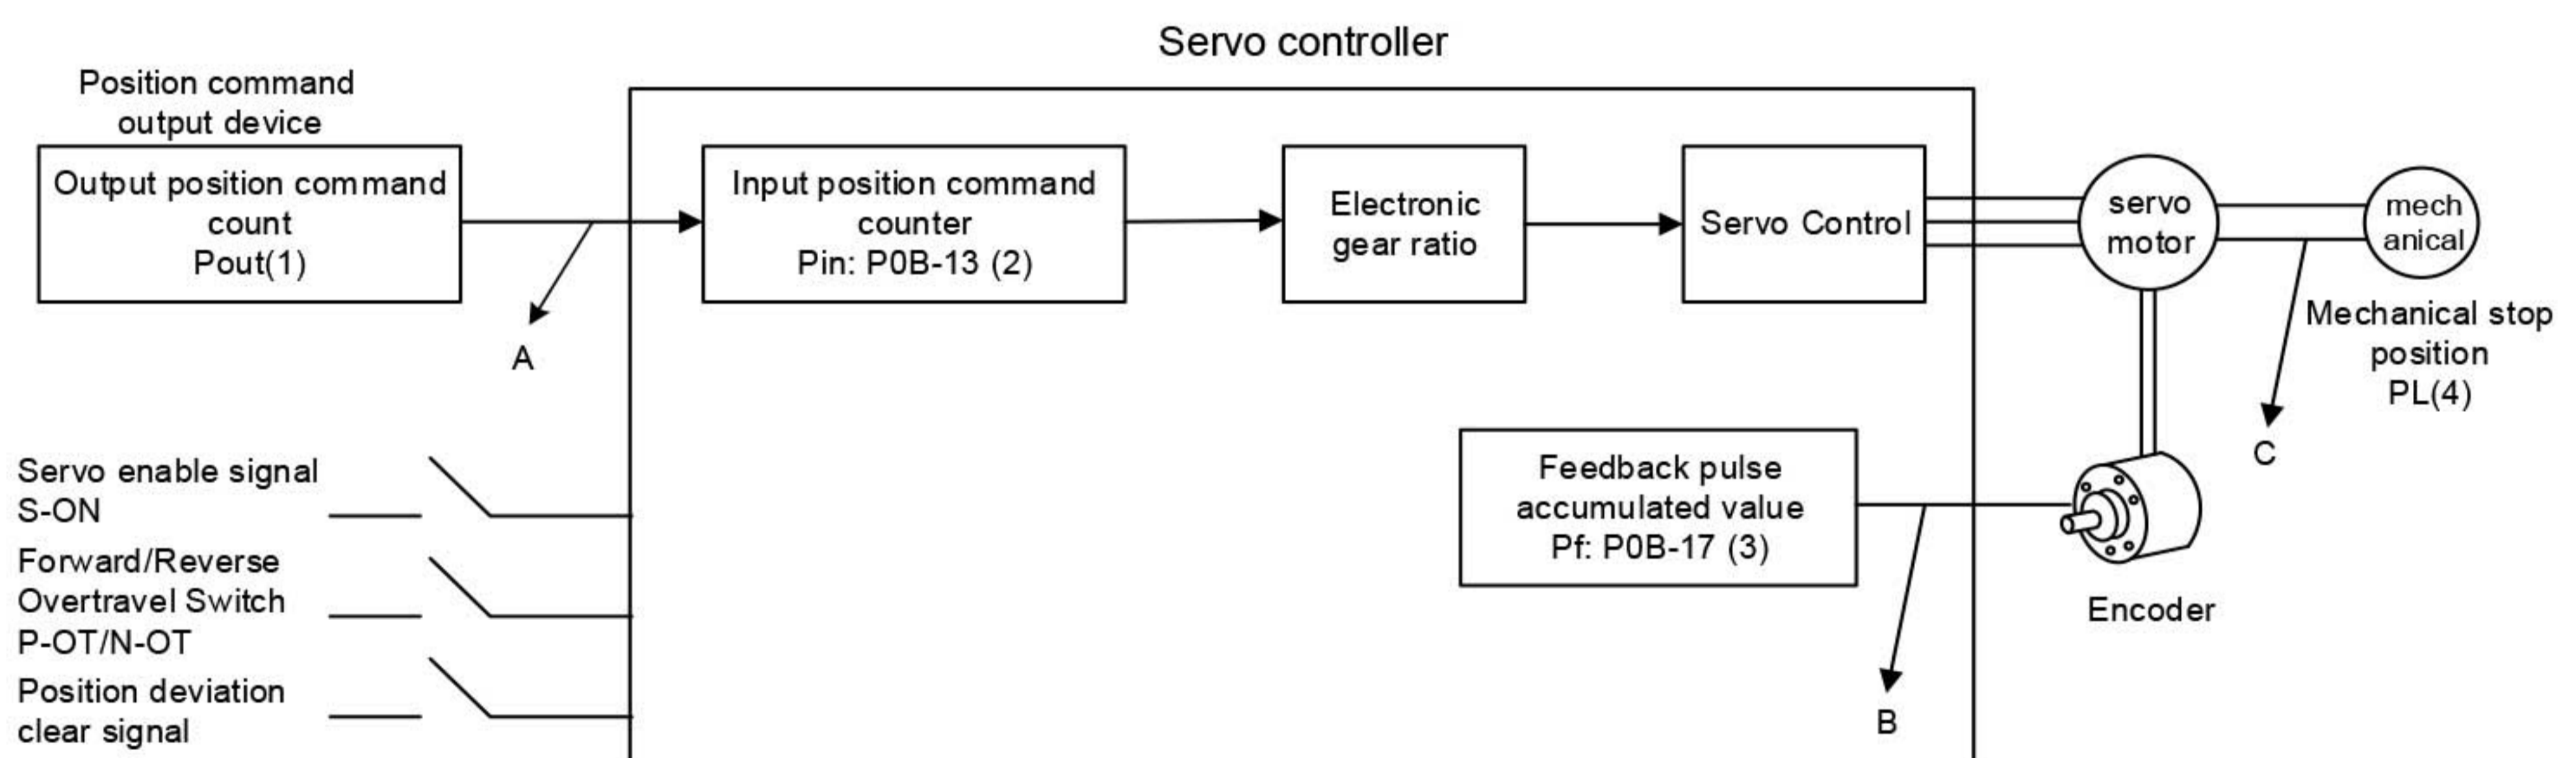 Servo controller
Position command
output device
Output position command
count
Pout(1)
Input position command
counter
Pin: P0B-13 (2)
Electronic
gear ratio
Servo Control
servo
motor
mech
anical
Mechanical stop
position
PL(4)
A
C
Feedback pulse
accumulated value
Pf: P0B-17 (3)
Encoder
B
Servo enable signal
S-ON
Forward/Reverse
Overtravel Switch
P-OT/N-OT
Position deviation
clear signal